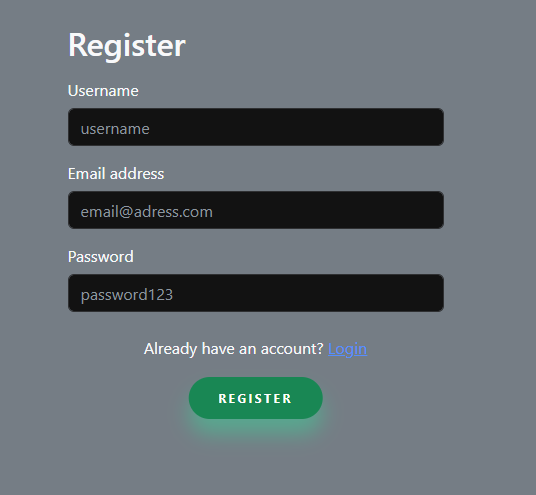 Register
Username
username
Email address
email@adress.com
Password
password123
Already have an account? Login
REGISTER